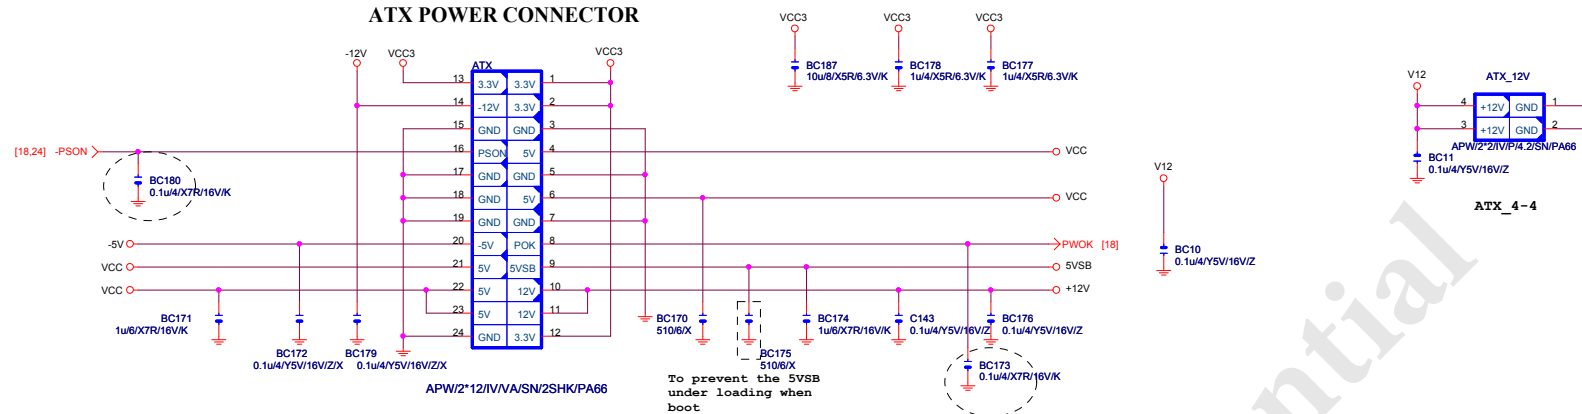 ATX POWER CONNECTOR
VCC3 VCC3 VCC3
-12V VCC3 VCC3
BC187
10u/8/X5R/6.3V/K
BC178
1u/4/X5R/6.3V/K
BC177
1u/4/X5R/6.3V/K
ATX
13 3.3V 3.3V 1
14 -12V 3.3V 2
15 GND GND 3
[18,24] -PSON 16 PSON 5V 4 VCC
17 GND GND 5
18 GND 5V 6 VCC
19 GND GND 7
-5V 20 -5V POK 8 PWOK [18]
VCC 21 5V 5VSB 9 5VSB
VCC 22 5V 12V 10 +12V
23 5V 12V 11
24 GND 3.3V 12
APW/2*12/IV/VA/SN/2SHK/PA66
BC180
0.1u/4/X7R/16V/K
BC171
1u/6/X7R/16V/K
BC172
0.1u/4/Y5V/16V/Z/X
BC179
0.1u/4/Y5V/16V/Z/X
BC170
510/6/X
BC175
510/6/X
To prevent the 5VSB
under loading when
boot
BC174
1u/6/X7R/16V/K
C143
0.1u/4/Y5V/16V/Z
BC176
0.1u/4/Y5V/16V/Z
BC173
0.1u/4/X7R/16V/K
V12
BC10
0.1u/4/Y5V/16V/Z
V12
ATX_12V
4 +12V GND 1
3 +12V GND 2
APW/2*2/IV/P/4.2/SN/PA66
BC11
0.1u/4/Y5V/16V/Z
ATX_4-4
ntial